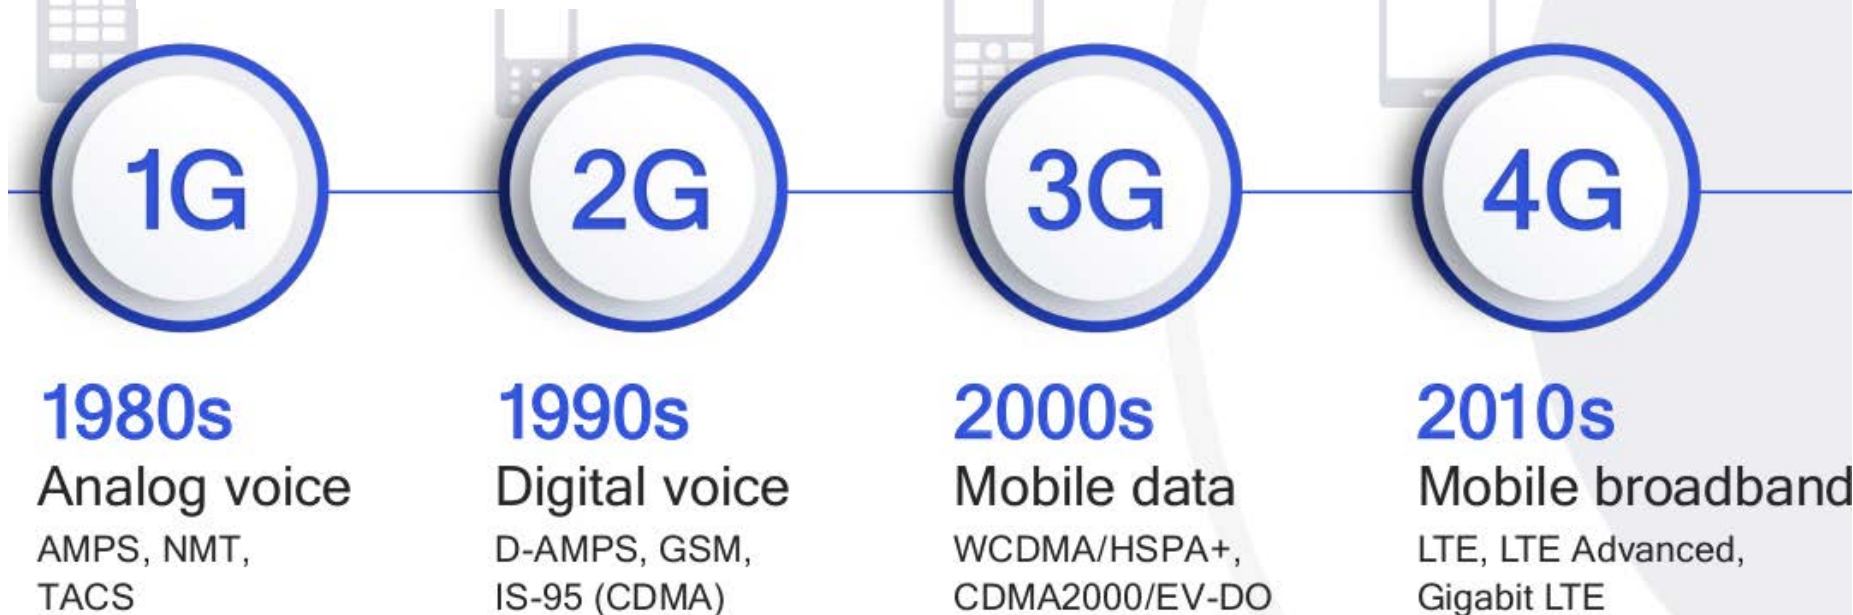 1G
2G
3G
4G
1980s
Analog voice
AMPS, NMT,
TACS
1990s
Digital voice
D-AMPS, GSM,
IS-95 (CDMA)
2000s
Mobile data
WCDMA/HSPA+,
CDMA2000/EV-DO
2010s
Mobile broadband
LTE, LTE Advanced,
Gigabit LTE